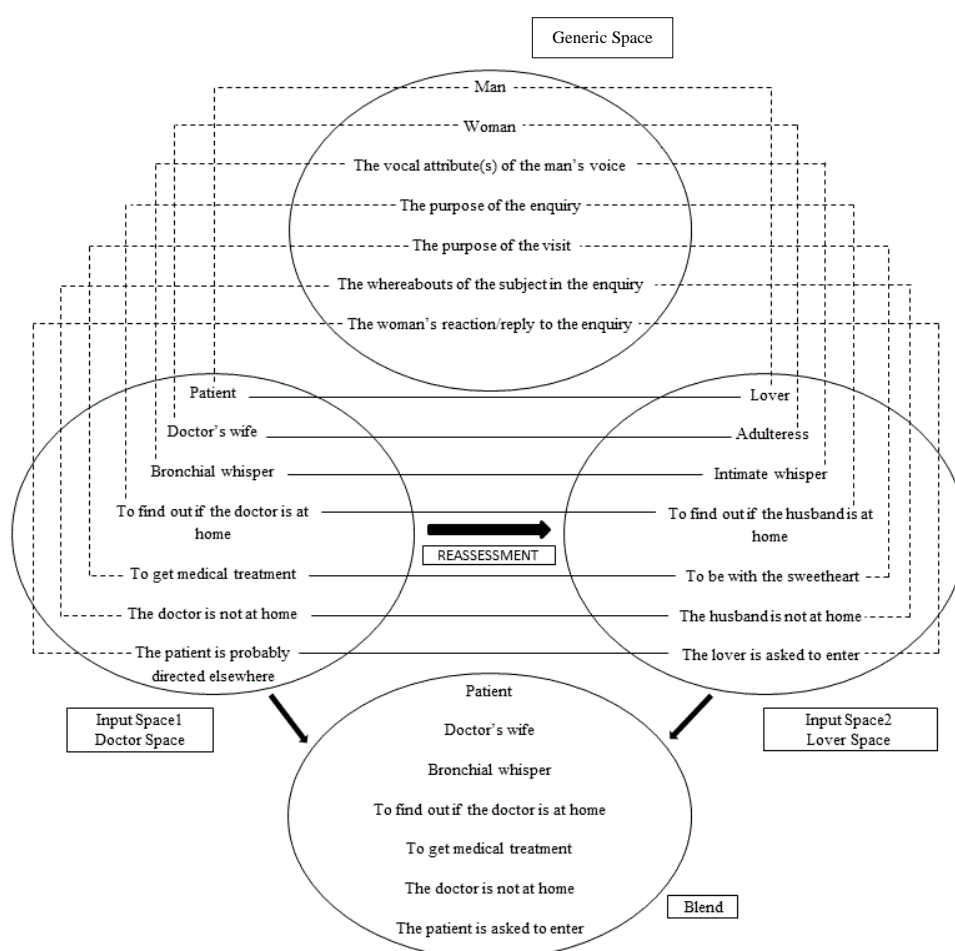 Generic Space
Man
Woman
The vocal attribute(s) of the man's voice
The purpose of the enquiry
The purpose of the visit
The whereabouts of the subject in the enquiry
The woman's reaction/reply to the enquiry
Patient
Doctor's wife
Bronchial whisper
To find out if the doctor is at
home
To get medical treatment
The doctor is not at home
The patient is probably
directed elsewhere
REASSESSMENT
Lover
Adulteress
Intimate whisper
To find out if the husband is at
home
To be with the sweetheart
The husband is not at home
The lover is asked to enter
Input Space1
Doctor Space
Input Space2
Lover Space
Patient
Doctor's wife
Bronchial whisper
To find out if the doctor is at home
To get medical treatment
The doctor is not at home
The patient is asked to enter
Blend